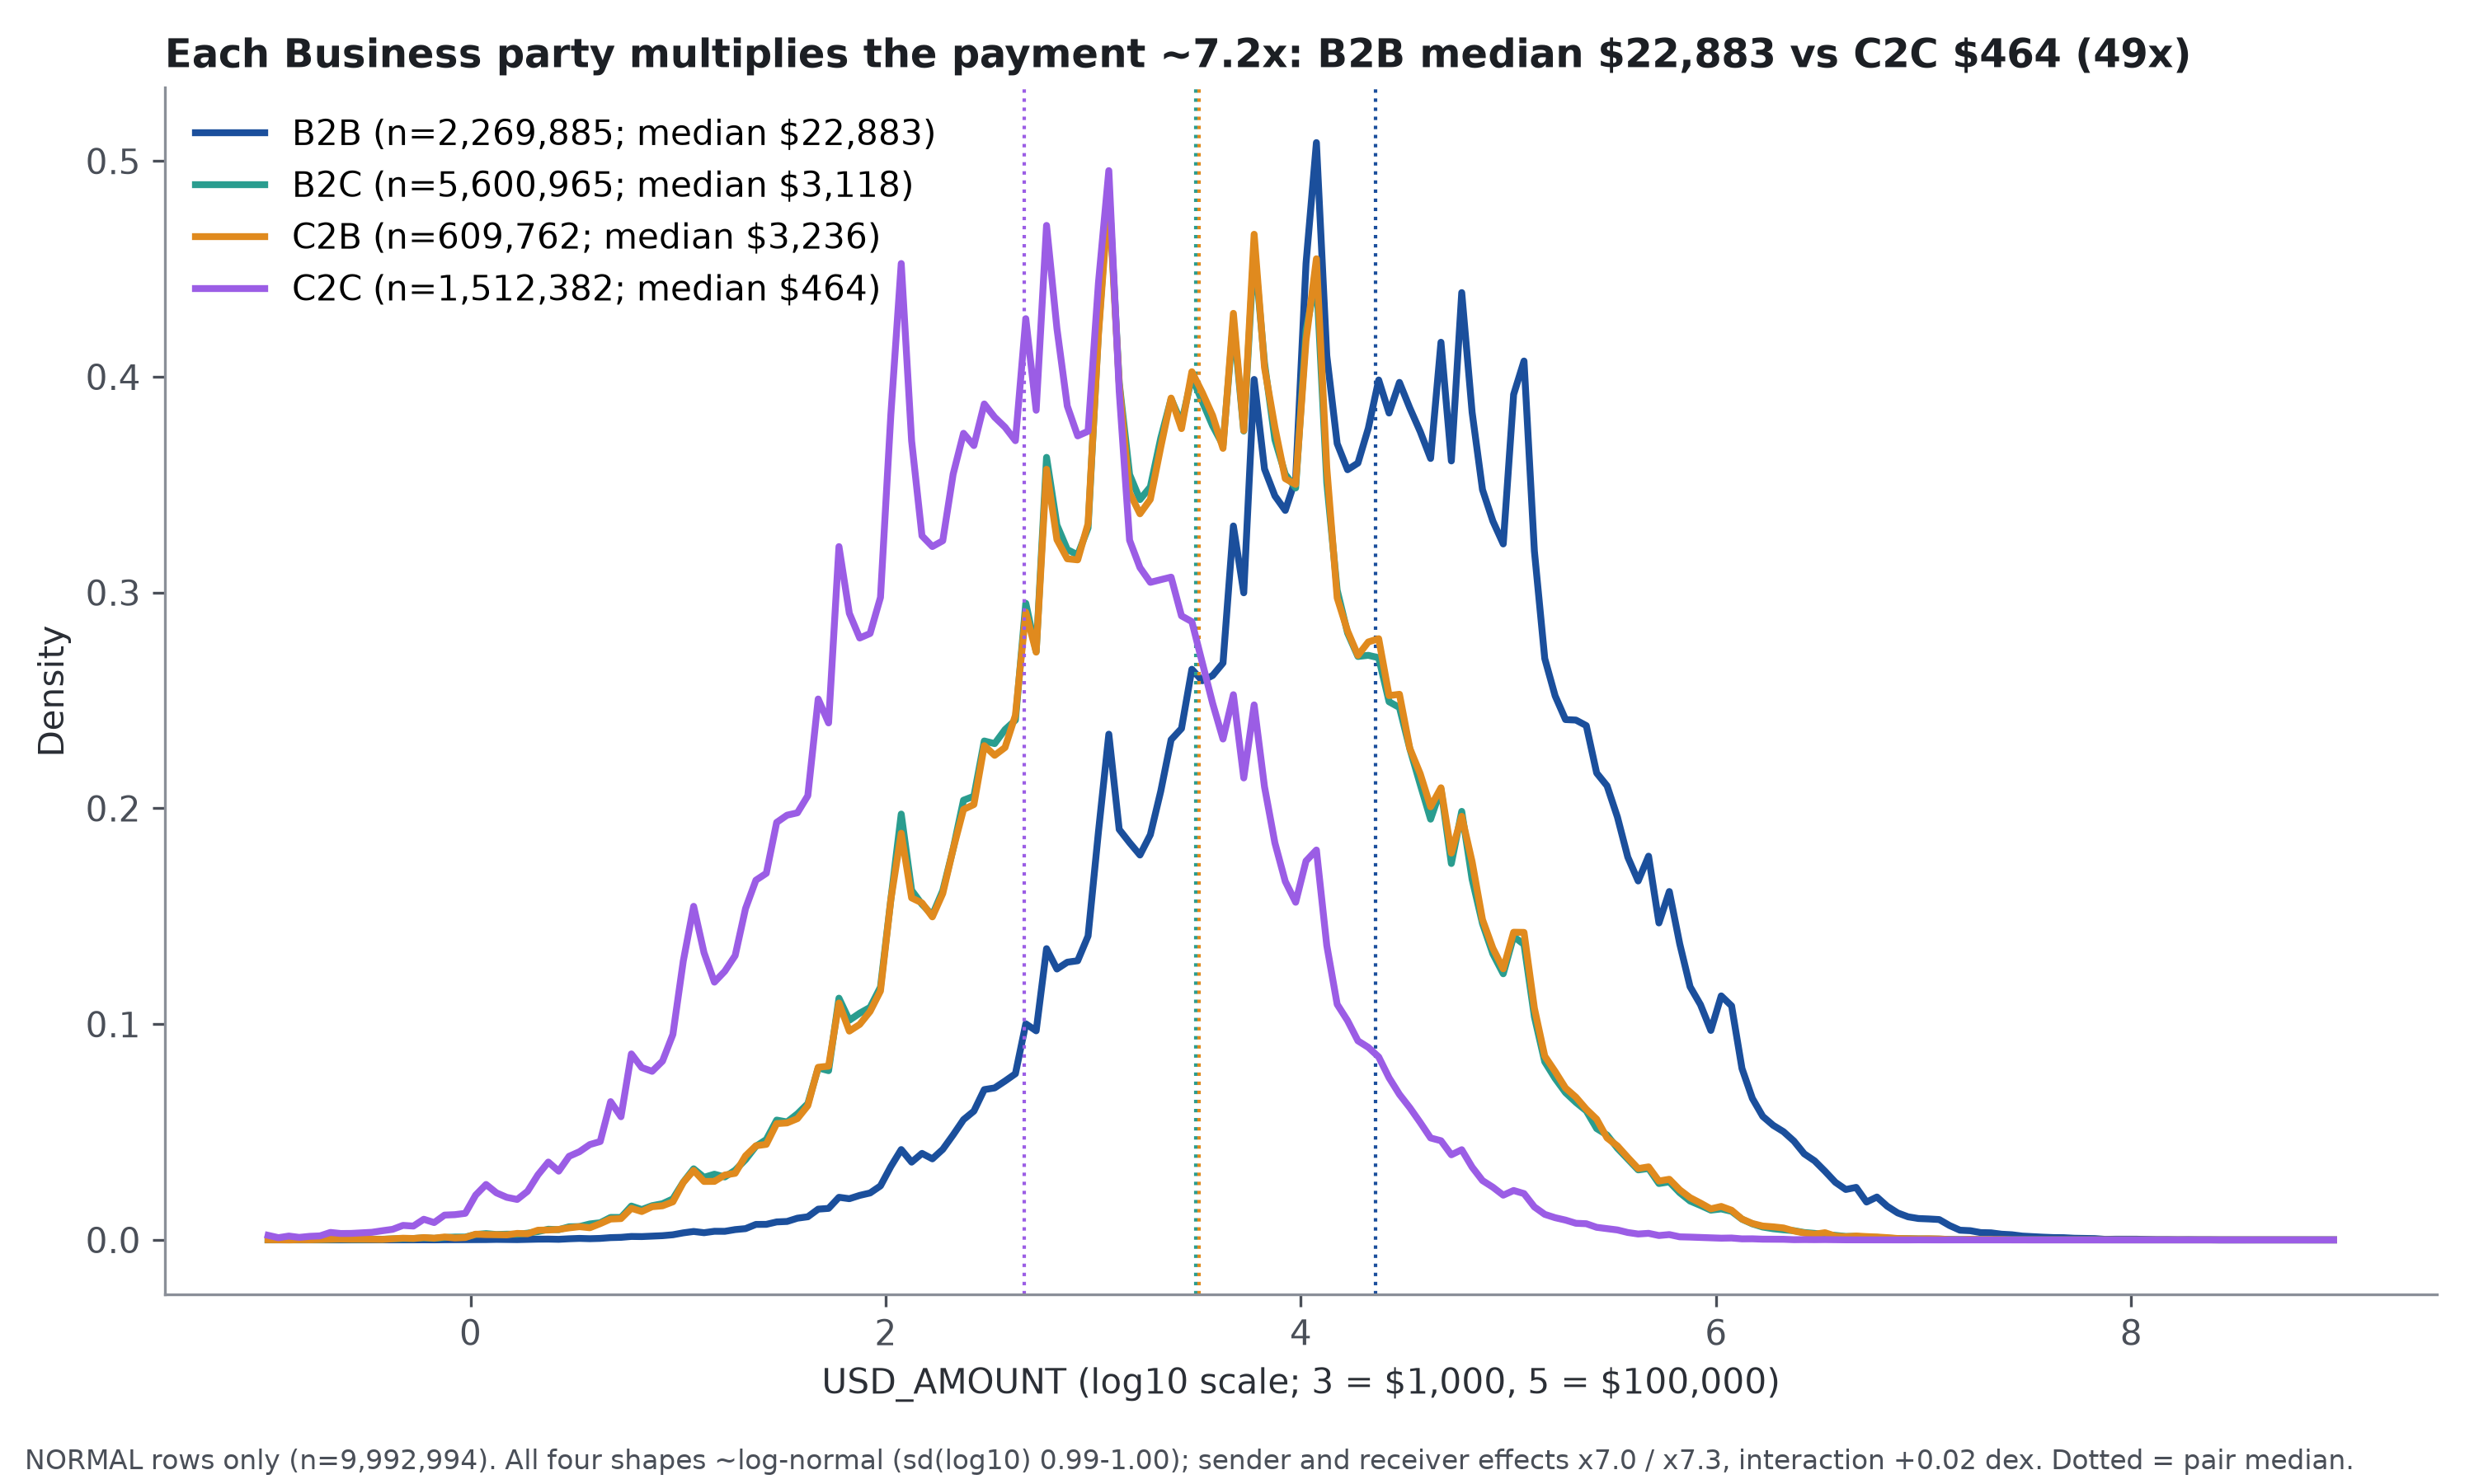 Each Business party multiplies the payment ~7.2x: B2B median $22,883 vs C2C $464 (49x)
B2B (n=2,269,885; median $22,883)
B2C (n=5,600,965; median $3,118)
C2B (n=609,762; median $3,236)
C2C (n=1,512,382; median $464)
0.5
0.4
0.3
0.2
0.1
0.0
Density
0
2
4
6
8
USD_AMOUNT (log10 scale; 3 = $1,000, 5 = $100,000)
NORMAL rows only (n=9,992,994). All four shapes ~log-normal (sd(log10) 0.99-1.00); sender and receiver effects x7.0 / x7.3, interaction +0.02 dex. Dotted = pair median.